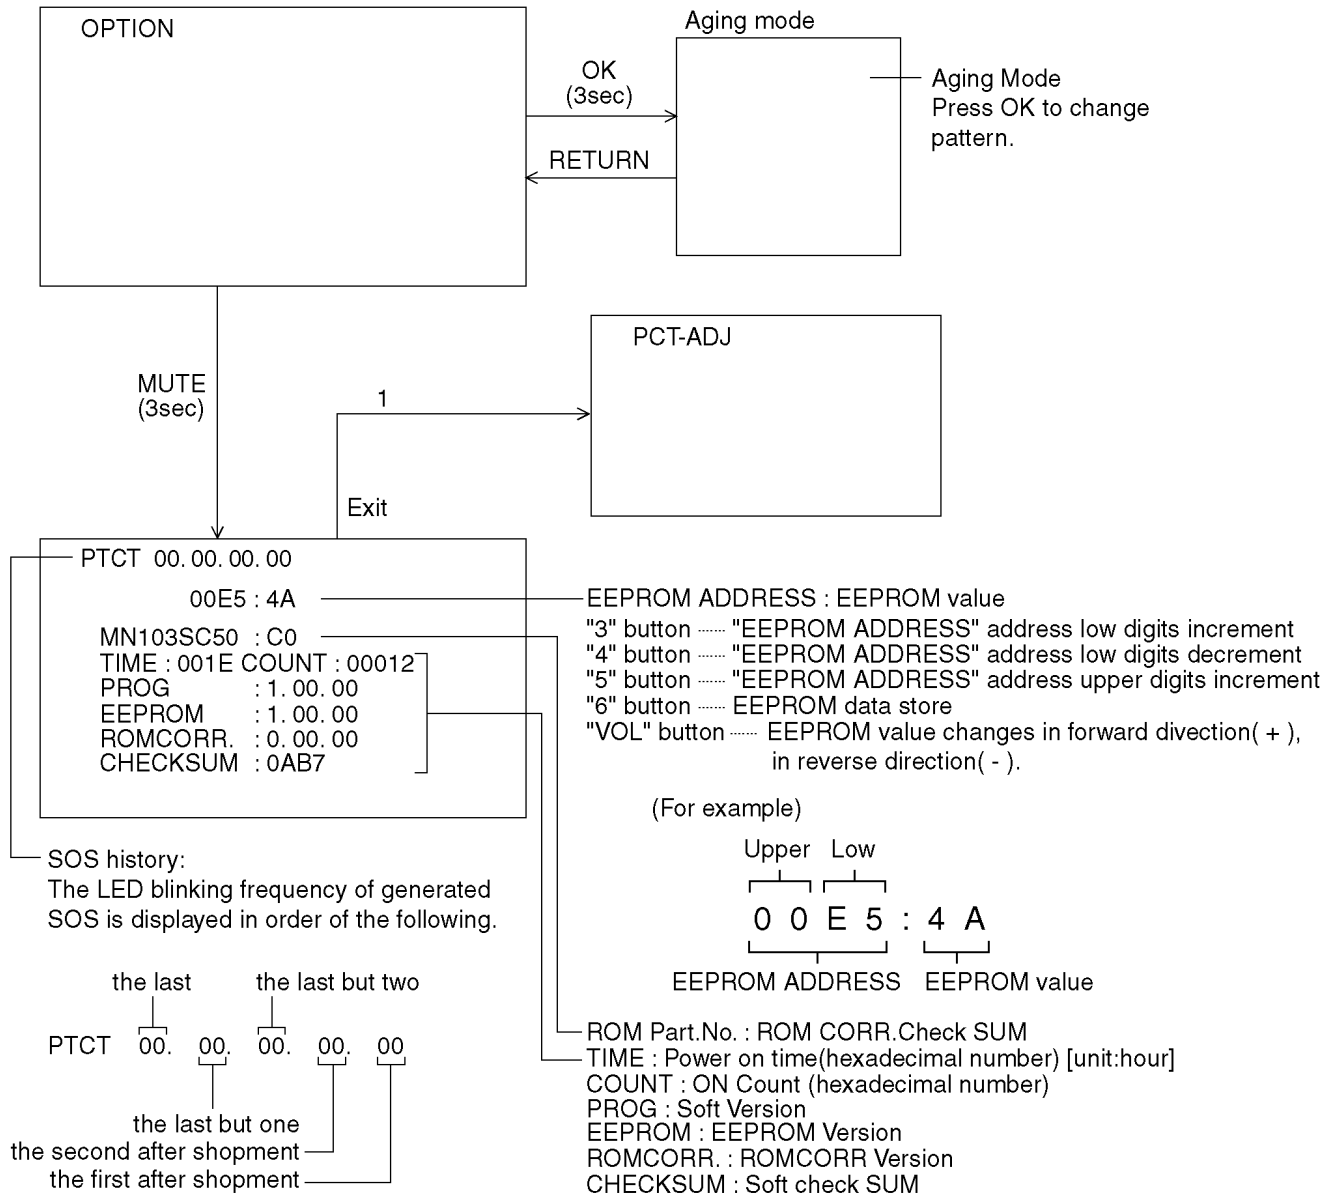 OPTION
Aging mode
OK
(3sec)
RETURN
Aging Mode
Press OK to change
pattern.
MUTE
(3sec)
1
Exit
PCT-ADJ
PTCT 00. 00. 00. 00
00E5 : 4A
MN103SC50 : C0
TIME : 001E COUNT : 00012
PROG : 1. 00. 00
EEPROM : 1. 00. 00
ROMCORR. : 0. 00. 00
CHECKSUM : 0AB7
EEPROM ADDRESS : EEPROM value
"3" button ...... "EEPROM ADDRESS" address low digits increment
"4" button ...... "EEPROM ADDRESS" address low digits decrement
"5" button ...... "EEPROM ADDRESS" address upper digits increment
"6" button ...... EEPROM data store
"VOL" button ...... EEPROM value changes in forward divection( + ),
in reverse direction( - ).
(For example)
Upper Low
0 0 E 5 : 4 A
EEPROM ADDRESS EEPROM value
SOS history:
The LED blinking frequency of generated
SOS is displayed in order of the following.
the last the last but two
PTCT 00. 00. 00. 00. 00
the last but one
the second after shopment
the first after shopment
ROM Part.No. : ROM CORR.Check SUM
TIME : Power on time(hexadecimal number) [unit:hour]
COUNT : ON Count (hexadecimal number)
PROG : Soft Version
EEPROM : EEPROM Version
ROMCORR. : ROMCORR Version
CHECKSUM : Soft check SUM